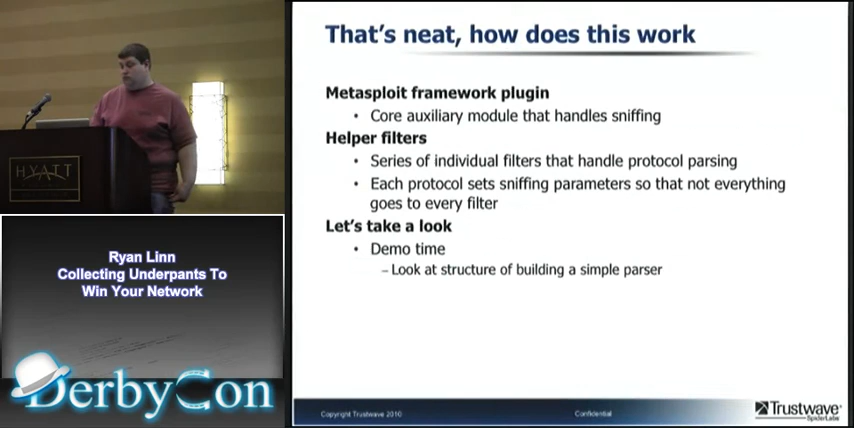 That's neat, how does this work
Metasploit framework plugin
• Core auxiliary module that handles sniffing
Helper filters
• Series of individual filters that handle protocol parsing
• Each protocol sets sniffing parameters so that not everything
goes to every filter
Let's take a look
• Demo time
– Look at structure of building a simple parser
Copyright Trustwave 2010
Confidential
Trustwave
SpiderLabs
HYATT
Ryan Linn
Collecting Underpants To
Win Your Network
DerbyCon